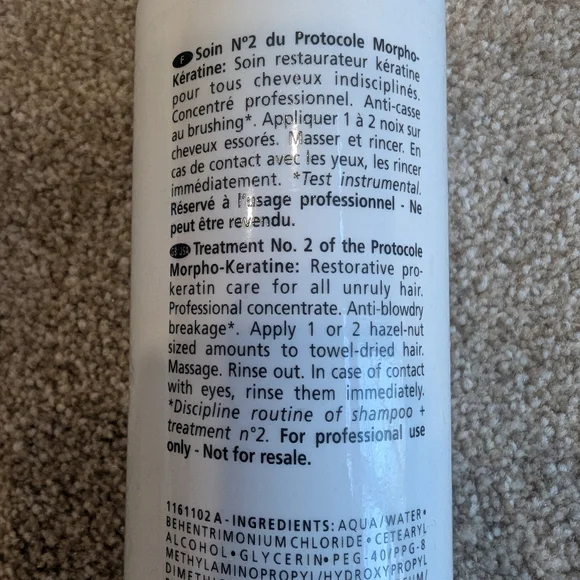 F Soin Nº2 du Protocole Morpho-
Kératine: Soin restaurateur kératine
pour tous cheveux indisciplinés.
Concentré professionnel. Anti-casse
au brushing*. Appliquer 1 à 2 noix sur
cheveux essorés. Masser et rincer. En
cas de contact avec les yeux, les rincer
immédiatement. *Test instrumental.
Réservé à l'usage professionnel - Ne
peut être revendu.
Treatment No. 2 of the Protocole
Morpho-Keratine: Restorative pro-
keratin care for all unruly hair.
Professional concentrate. Anti-blowdry
breakage*. Apply 1 or 2 hazel-nut
sized amounts to towel-dried hair.
Massage. Rinse out. In case of contact
with eyes, rinse them immediately.
*Discipline routine of shampoo +
treatment n°2. For professional use
only - Not for resale.
1161102 A - INGREDIENTS: AQUA/WATER•
BEHENTRIMONIUM CHLORIDE • CETEARYL
ALCOHOL • GLYCERIN • PEG-40/PPG-8
METHYLAMINOPROPYL/HYDROXYPROPYL